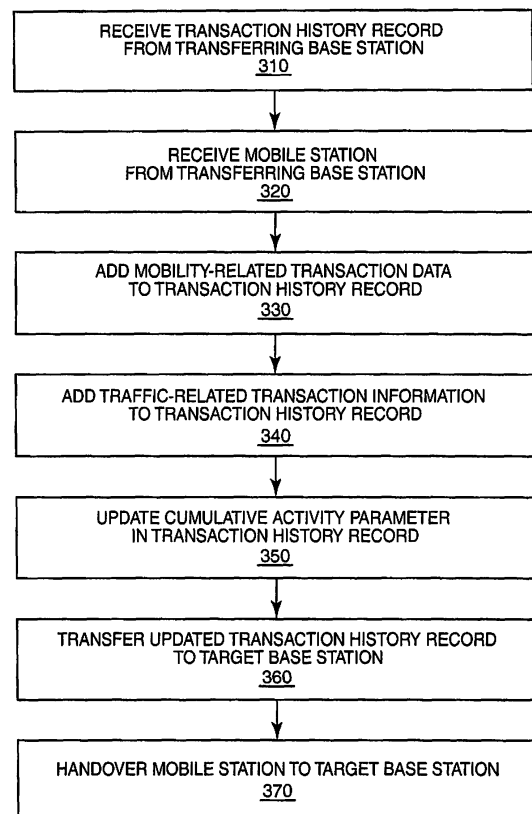 RECEIVE TRANSACTION HISTORY RECORD
FROM TRANSFERRING BASE STATION
310
RECEIVE MOBILE STATION
FROM TRANSFERRING BASE STATION
320
ADD MOBILITY-RELATED TRANSACTION DATA
TO TRANSACTION HISTORY RECORD
330
ADD TRAFFIC-RELATED TRANSACTION INFORMATION
TO TRANSACTION HISTORY RECORD
340
UPDATE CUMULATIVE ACTIVITY PARAMETER
IN TRANSACTION HISTORY RECORD
350
TRANSFER UPDATED TRANSACTION HISTORY RECORD
TO TARGET BASE STATION
360
HANDOVER MOBILE STATION TO TARGET BASE STATION
370